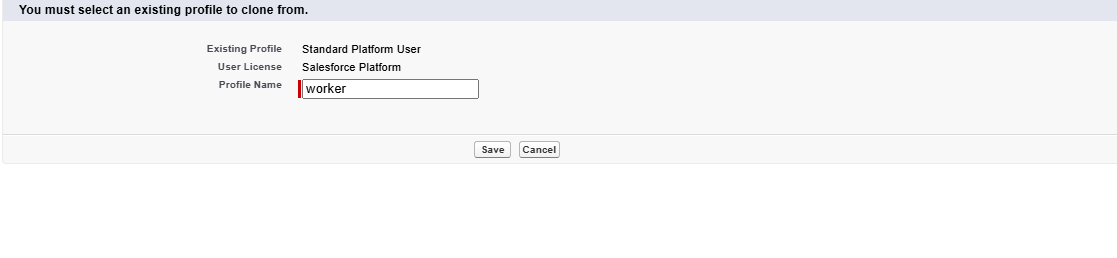 You must select an existing profile to clone from.
Existing Profile Standard Platform User
User License Salesforce Platform
Profile Name worker
Save Cancel